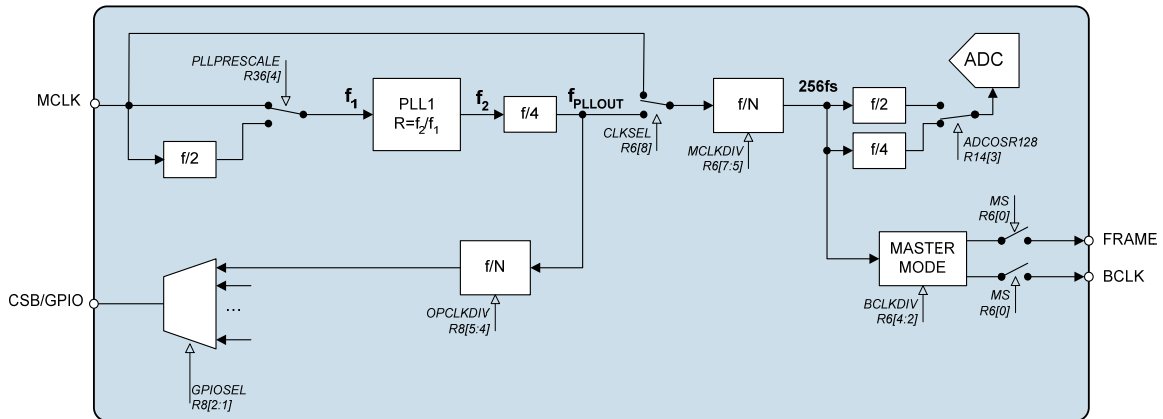 PLLPRESCALE
R36[4]
MCLK
f/2
f1
PLL1
R=f2/f1
f2
f/4
fPLLOUT
CLKSEL
R6[8]
f/N
MCLKDIV
R6[7:5]
256fs
f/2
f/4
ADC
ADCOSR128
R14[3]
MASTER
MODE
BCLKDIV
R6[4:2]
MS
R6[0]
FRAME
BCLK
MS
R6[0]
f/N
OPCLKDIV
R8[5:4]
CSB/GPIO
...
GPIOSEL
R8[2:1]